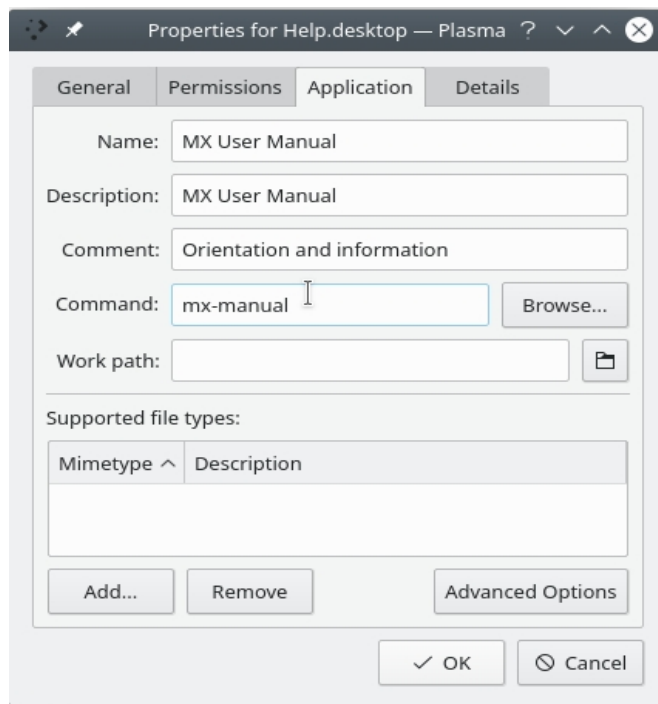 Properties for Help.desktop — Plasma ?
General Permissions Application Details
Name: MX User Manual
Description: MX User Manual
Comment: Orientation and information
Command: mx-manual Browse...
Work path:
Supported file types:
Mimetype Description
Add... Remove Advanced Options
OK Cancel